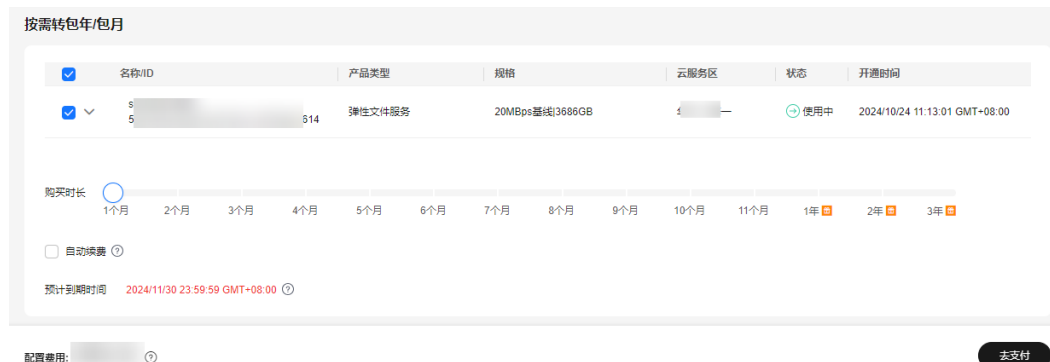 按需转包年/包月
名称/ID 产品类型 规格 云服务区 状态 开通时间
s
5 614 弹性文件服务 20MBps基线|3686GB 使用中 2024/10/24 11:13:01 GMT+08:00
购买时长
1个月 2个月 3个月 4个月 5个月 6个月 7个月 8个月 9个月 10个月 11个月 1年 2年 3年
自动续费
预计到期时间 2024/11/30 23:59:59 GMT+08:00
配置费用: 去支付